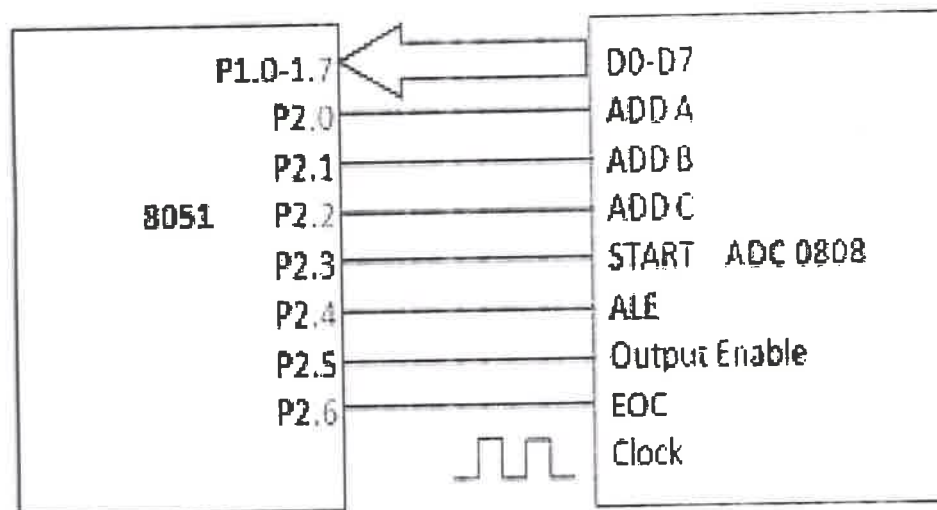 P1.0-1.7
P2.0
P2.1
P2.2
P2.3
P2.4
P2.5
P2.6
8051
D0-D7
ADD A
ADD B
ADD C
START ADC 0808
ALE
Output Enable
EOC
Clock